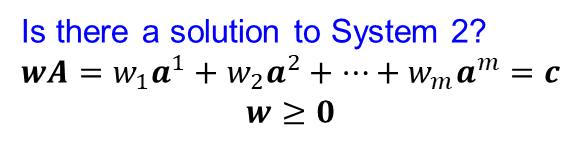 Is there a solution to System 2?
wA = w₁a¹ + w₂a² + ⋯ + wₘaᵐ = c
w ≥ 0